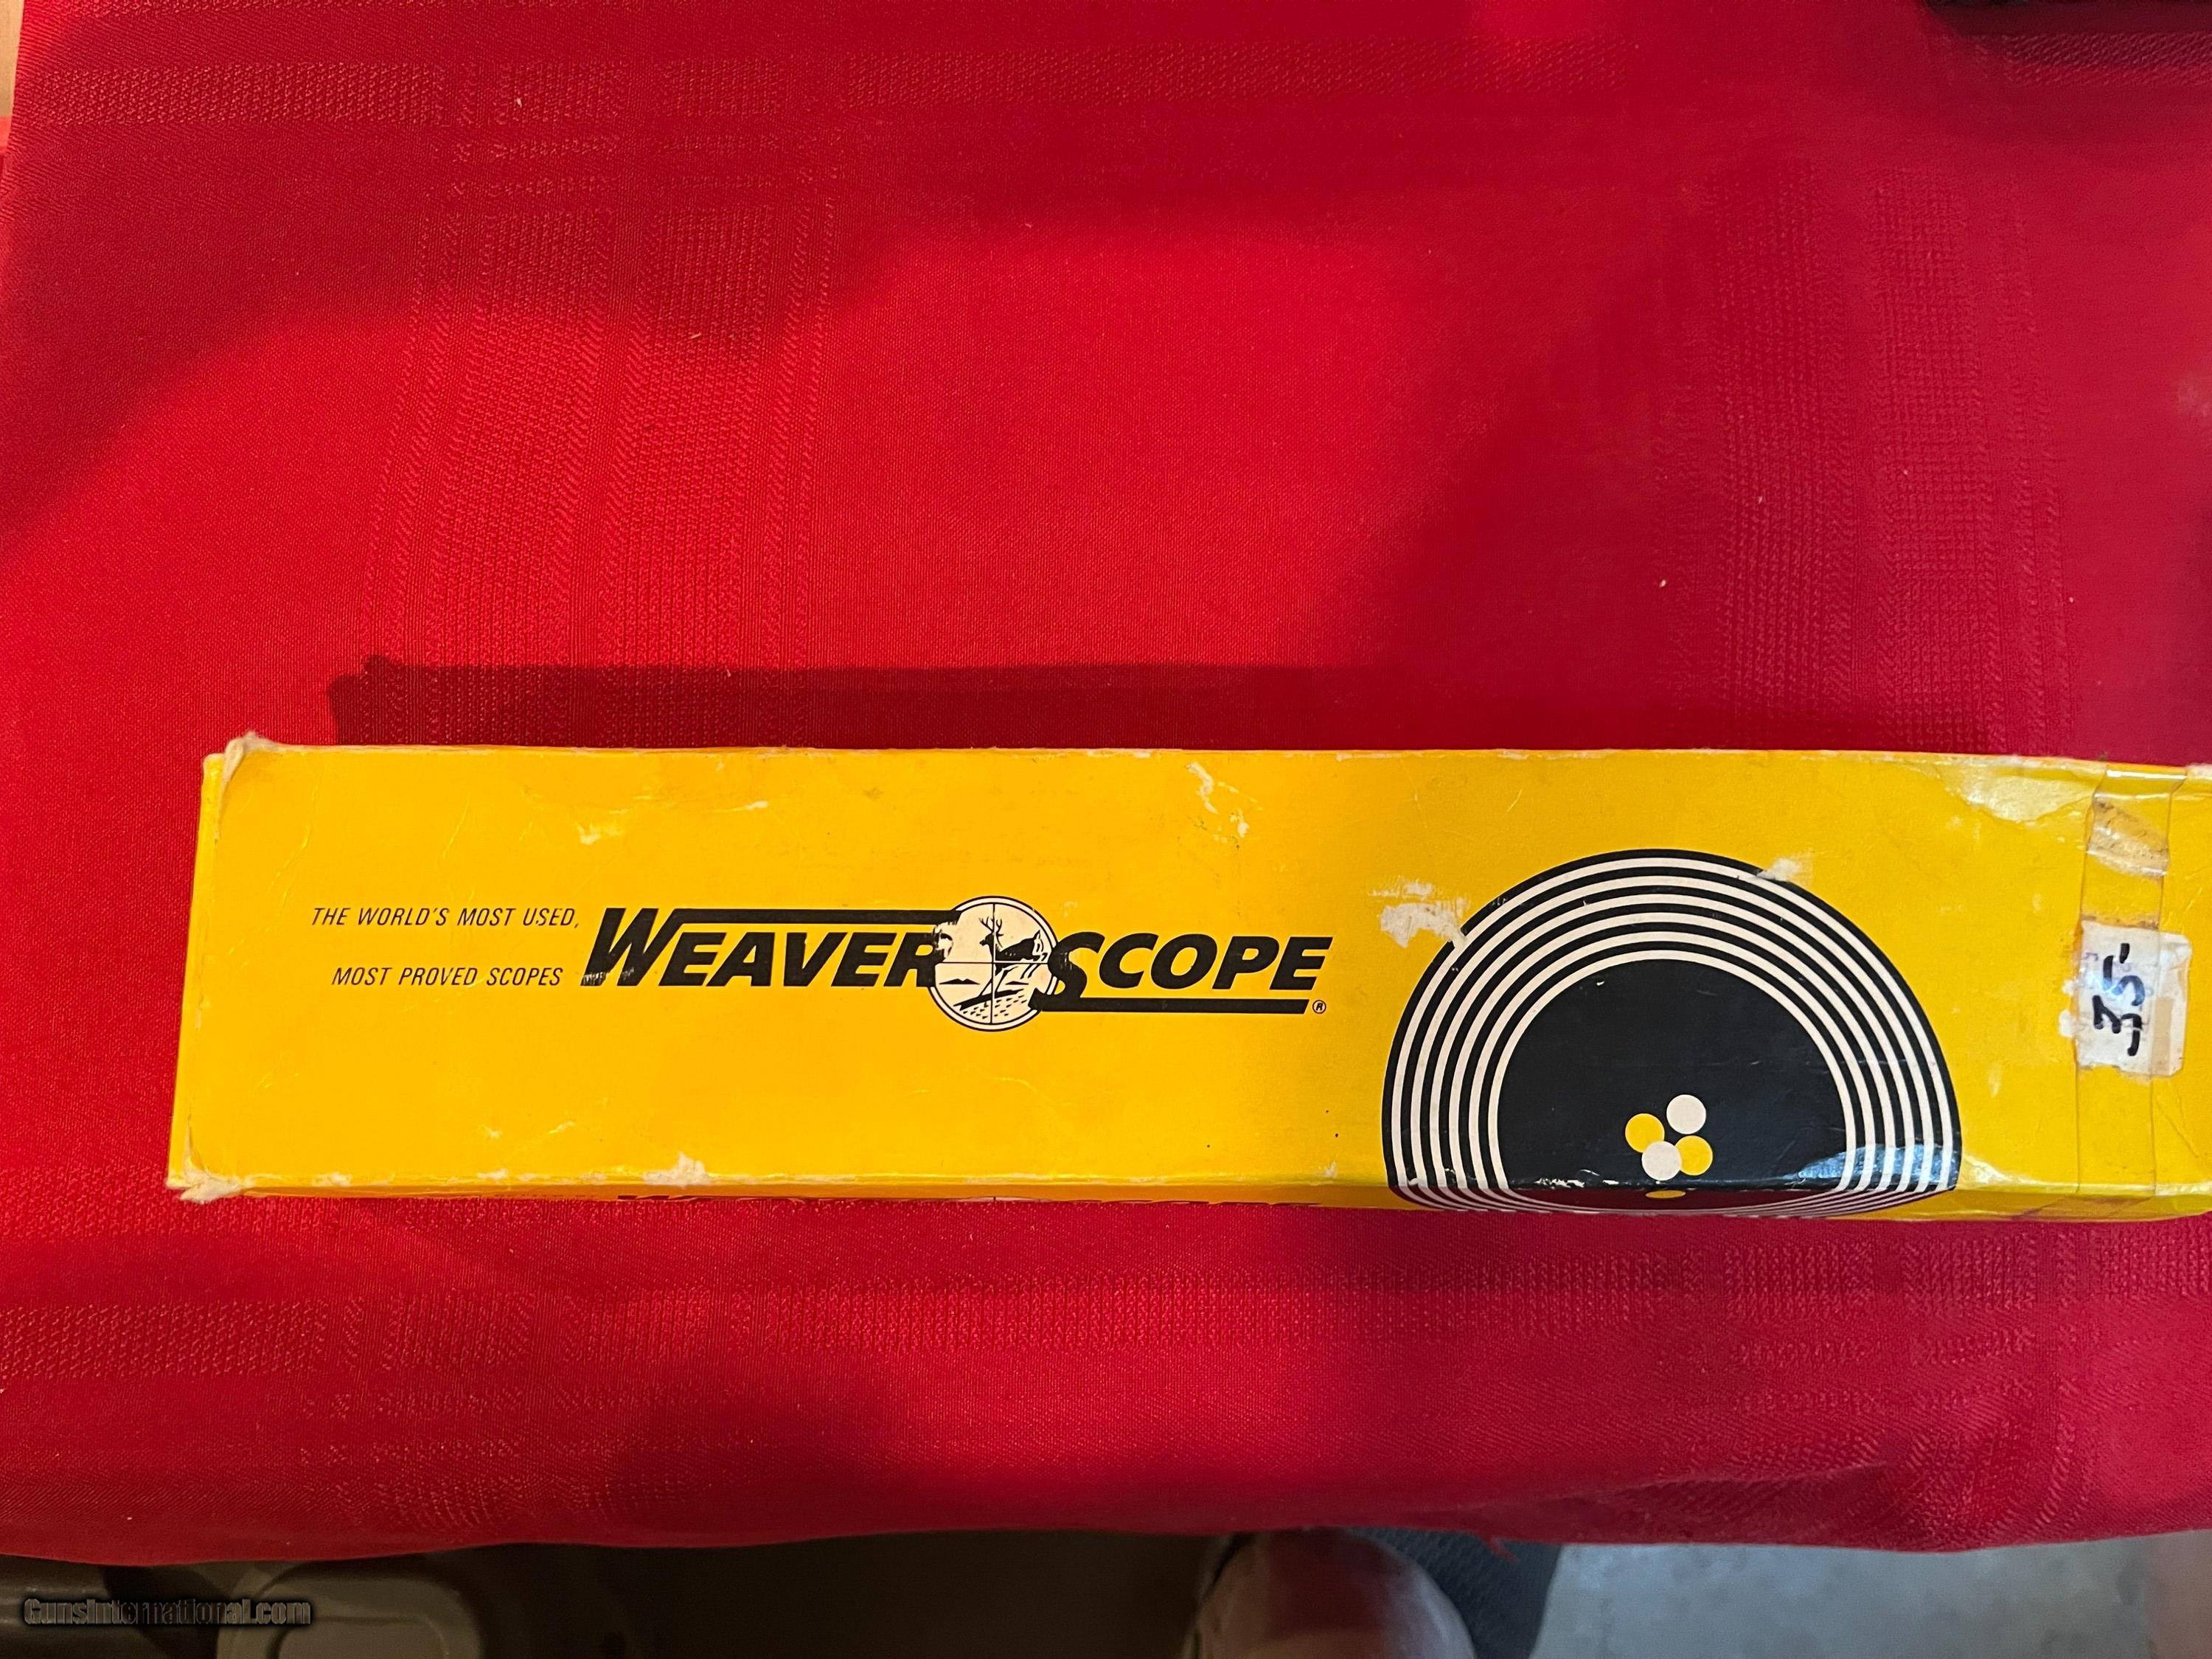 THE WORLD'S MOST USED,
MOST PROVED SCOPES
WEAVER SCOPE ®
35-
GunsInternational.com